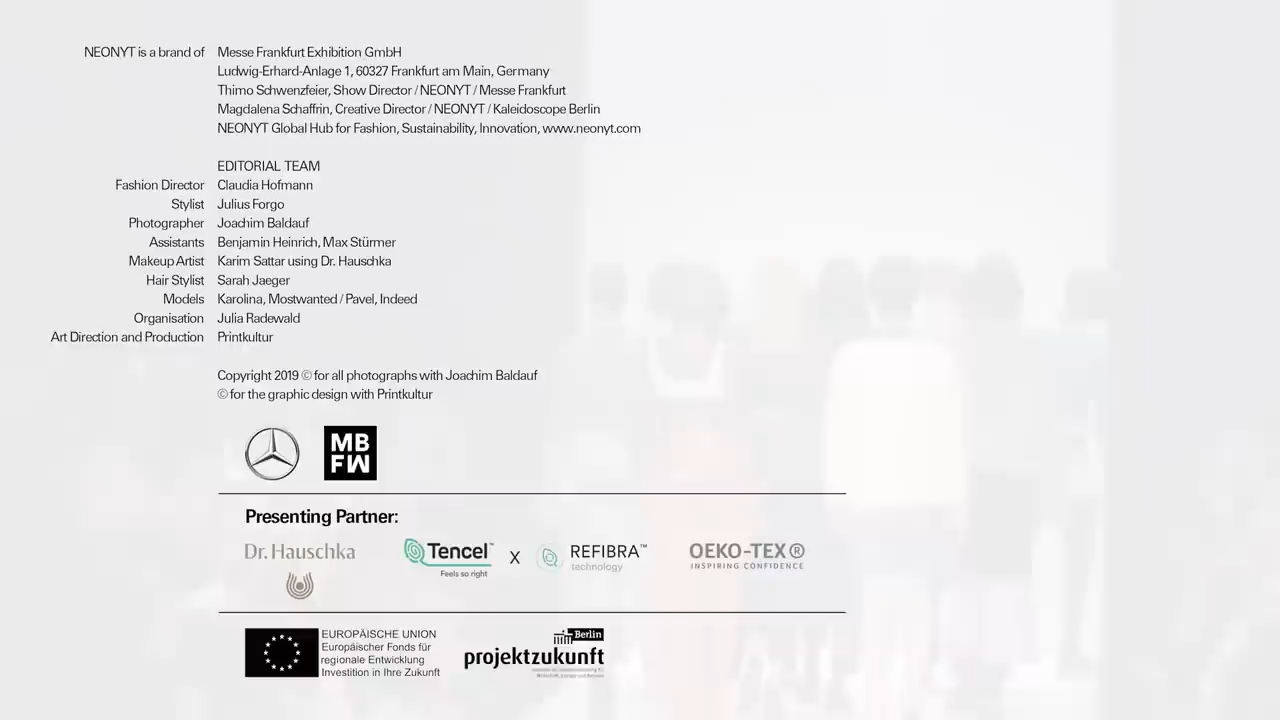 NEONYT is a brand of Messe Frankfurt Exhibition GmbH
Ludwig-Erhard-Anlage 1, 60327 Frankfurt am Main, Germany
Thimo Schwenzfeier, Show Director / NEONYT / Messe Frankfurt
Magdalena Schaffrin, Creative Director / NEONYT / Kaleidoscope Berlin
NEONYT Global Hub for Fashion, Sustainability, Innovation, www.neonyt.com
EDITORIAL TEAM
Fashion Director Claudia Hofmann
Stylist Julius Forgo
Photographer Joachim Baldauf
Assistants Benjamin Heinrich, Max Stürmer
Makeup Artist Karim Sattar using Dr. Hauschka
Hair Stylist Sarah Jaeger
Models Karolina, Mostwanted / Pavel, Indeed
Organisation Julia Radewald
Art Direction and Production Printkultur
Copyright 2019 © for all photographs with Joachim Baldauf
© for the graphic design with Printkultur
MB
FW
Presenting Partner:
Dr. Hauschka
Tencel™
Feels so right
X
REFIBRA™
technology
OEKO-TEX®
INSPIRING CONFIDENCE
EUROPÄISCHE UNION
Europäischer Fonds für
regionale Entwicklung
Investition in Ihre Zukunft
Berlin
projektzukunft